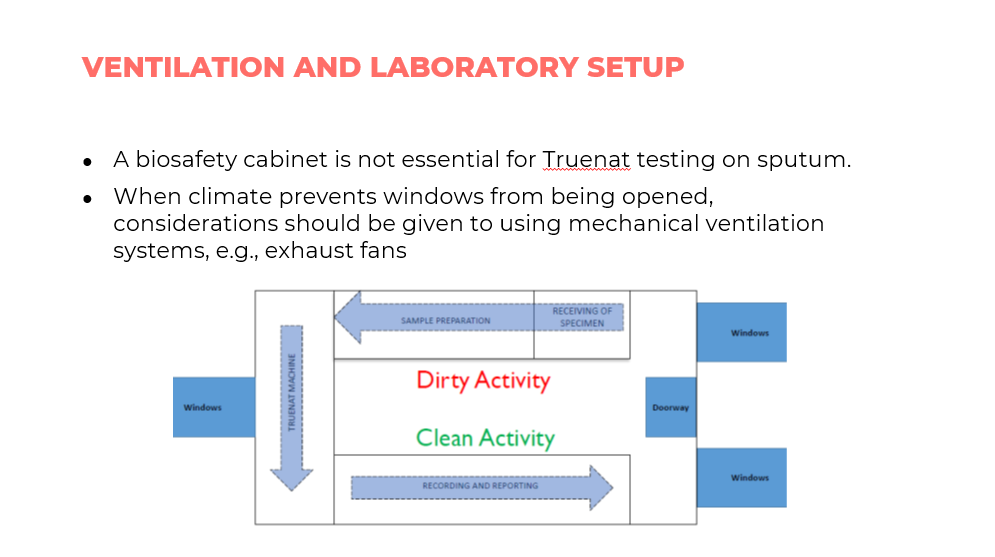 VENTILATION AND LABORATORY SETUP
• A biosafety cabinet is not essential for Truenat testing on sputum.
• When climate prevents windows from being opened,
considerations should be given to using mechanical ventilation
systems, e.g., exhaust fans
SAMPLE PREPARATION
RECEIVING OF
SPECIMEN
Windows
TRUENAT MACHINE
Dirty Activity
Windows
Doorway
Clean Activity
RECORDING AND REPORTING
Windows